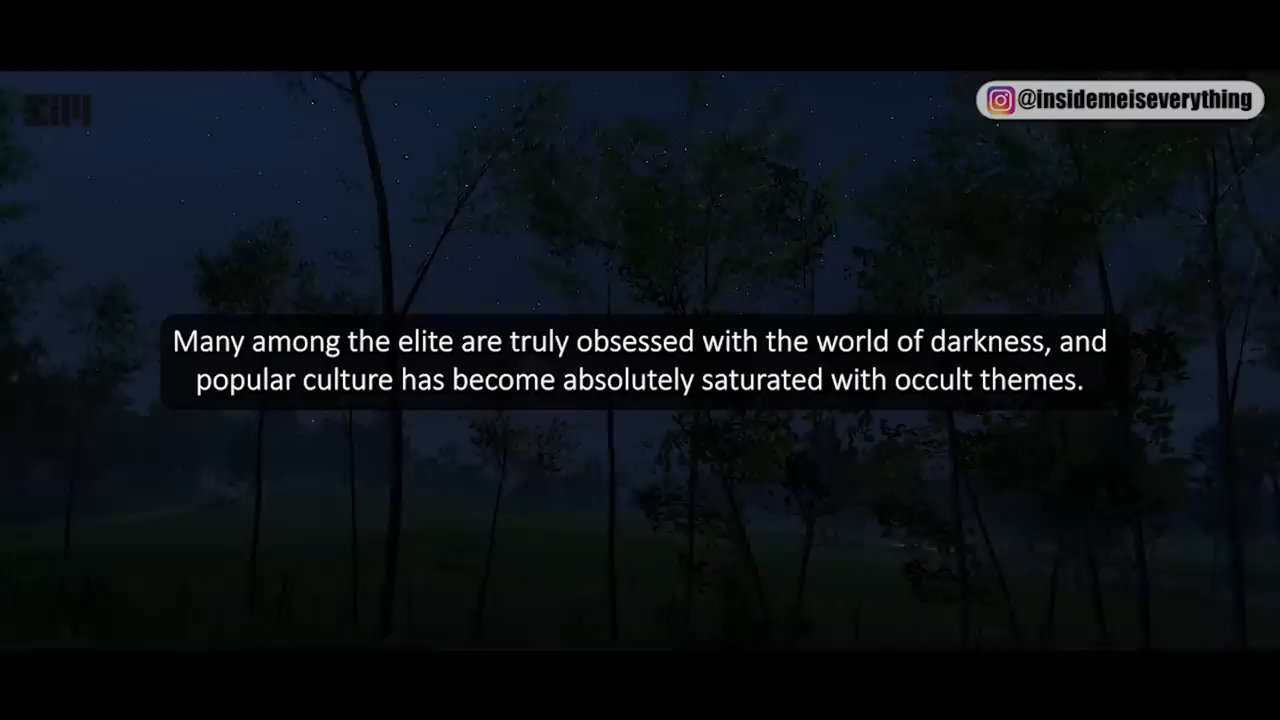 @insidemeiseverything
Many among the elite are truly obsessed with the world of darkness, and
popular culture has become absolutely saturated with occult themes.